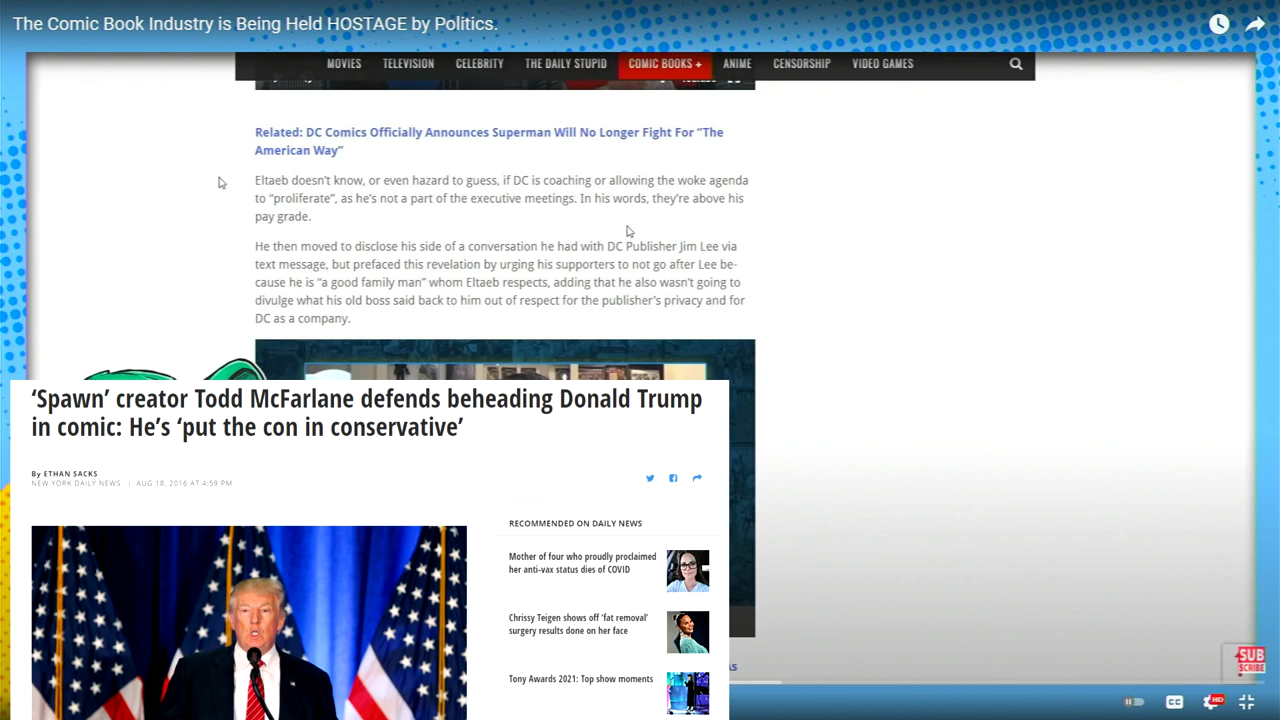 The Comic Book Industry is Being Held HOSTAGE by Politics.
MOVIES TELEVISION CELEBRITY THE DAILY STUPID COMIC BOOKS + ANIME CENSORSHIP VIDEO GAMES
Related: DC Comics Officially Announces Superman Will No Longer Fight For “The
American Way”
Eltaeb doesn’t know, or even hazard to guess, if DC is coaching or allowing the woke agenda
to “proliferate”, as he’s not a part of the executive meetings. In his words, they’re above his
pay grade.
He then moved to disclose his side of a conversation he had with DC Publisher Jim Lee via
text message, but prefaced this revelation by urging his supporters to not go after Lee be-
cause he is “a good family man” whom Eltaeb respects, adding that he also wasn’t going to
divulge what his old boss said back to him out of respect for the publisher’s privacy and for
DC as a company.
‘Spawn’ creator Todd McFarlane defends beheading Donald Trump
in comic: He’s ‘put the con in conservative’
By ETHAN SACKS
NEW YORK DAILY NEWS | AUG 18, 2016 AT 4:59 PM
RECOMMENDED ON DAILY NEWS
Mother of four who proudly proclaimed
her anti-vax status dies of COVID
Chrissy Teigen shows off ‘fat removal’
surgery results done on her face
Tony Awards 2021: Top show moments
SUB
SCRIBE
CC
HD